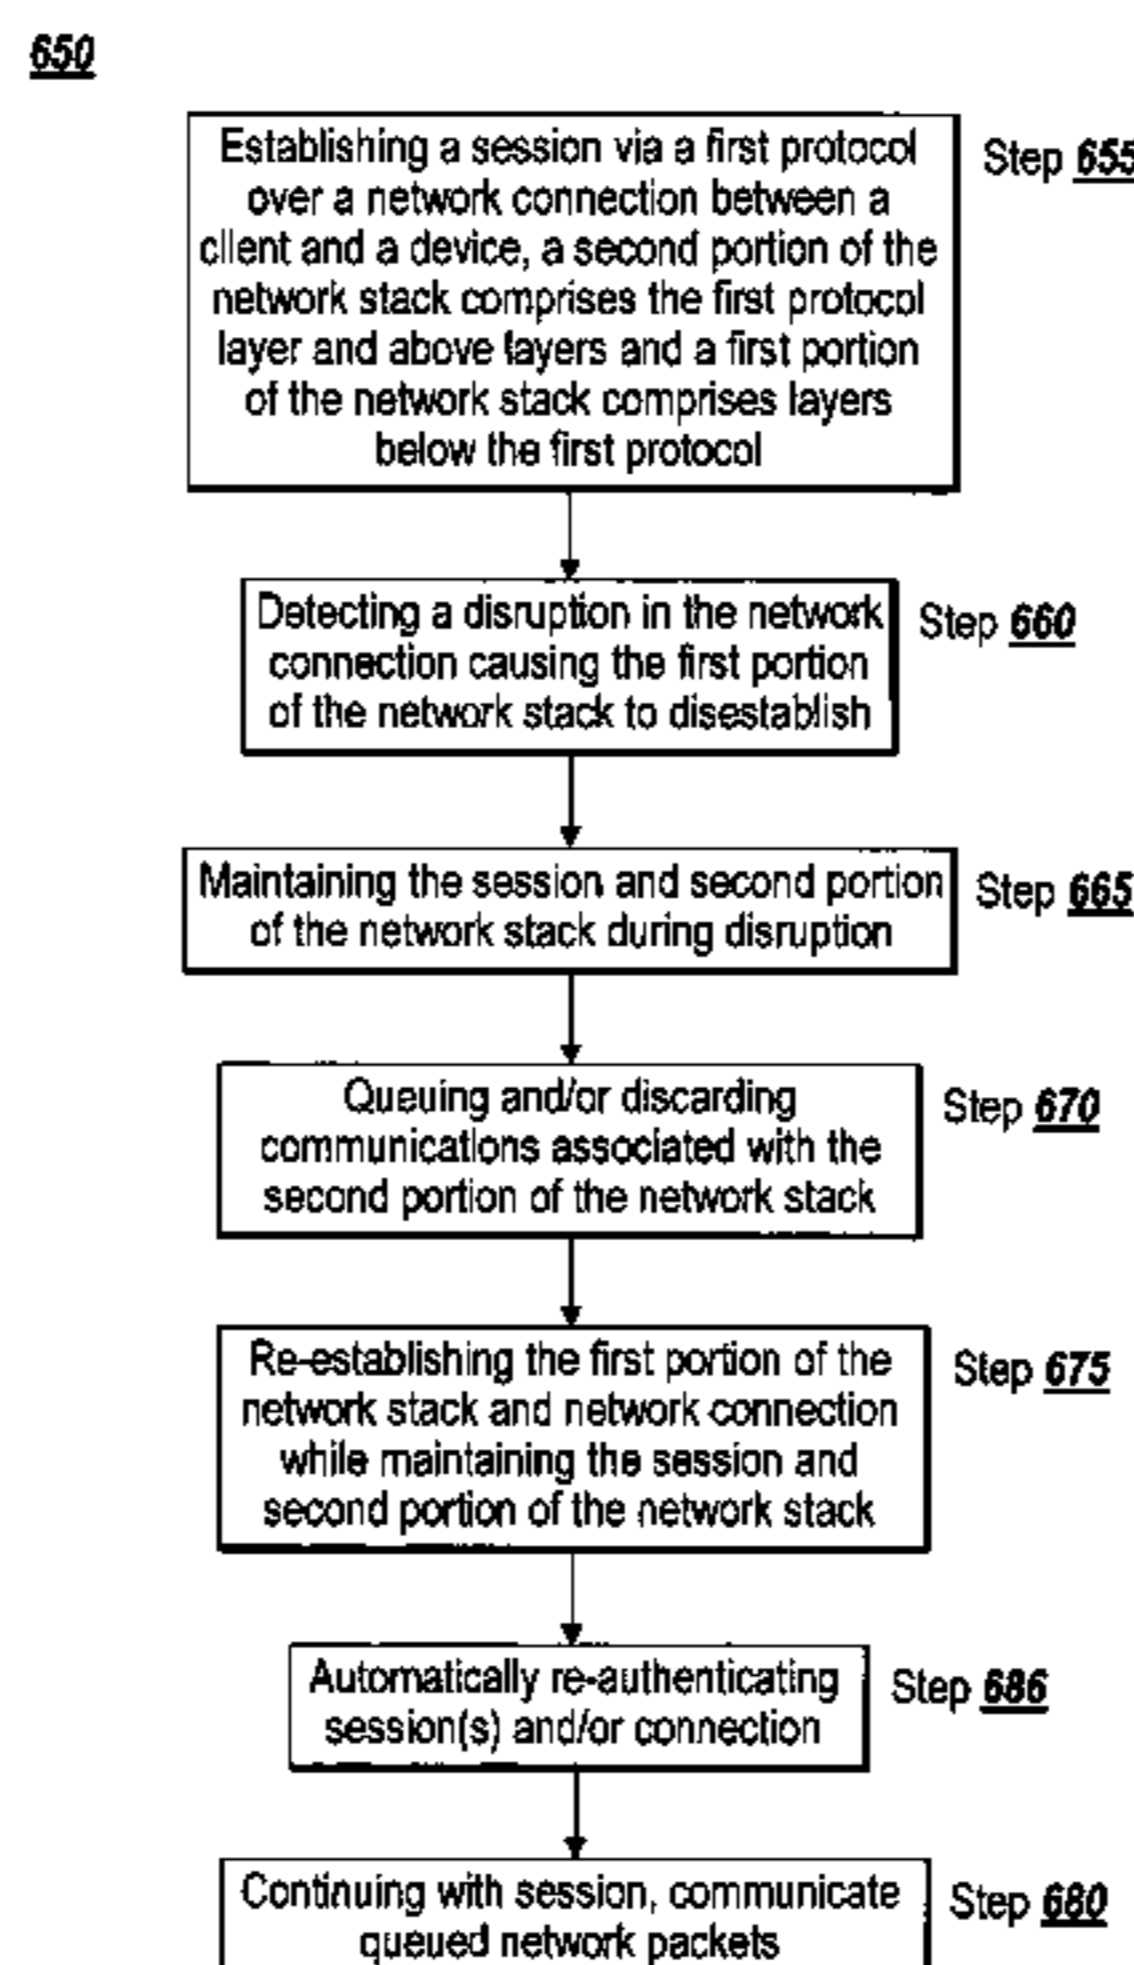 650
Establishing a session via a first protocol
over a network connection between a
client and a device, a second portion of the
network stack comprises the first protocol
layer and above layers and a first portion
of the network stack comprises layers
below the first protocol
Step 655
Detecting a disruption in the network
connection causing the first portion
of the network stack to disestablish
Step 660
Maintaining the session and second portion
of the network stack during disruption
Step 665
Queuing and/or discarding
communications associated with the
second portion of the network stack
Step 670
Re-establishing the first portion of the
network stack and network connection
while maintaining the session and
second portion of the network stack
Step 675
Automatically re-authenticating
session(s) and/or connection
Step 686
Continuing with session, communicate
queued network packets
Step 680